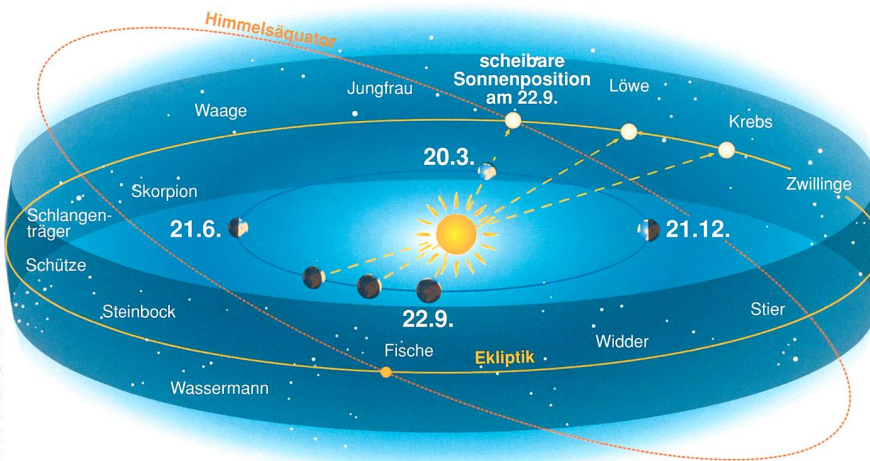 Himmelsäquator
scheibare
Sonnenposition
am 22.9.
Jungfrau
Löwe
Waage
Krebs
20.3.
Zwillinge
Skorpion
Schlangen-
träger
21.6.
21.12.
Schütze
Steinbock
Stier
22.9.
Widder
Fische
Ekliptik
Wassermann